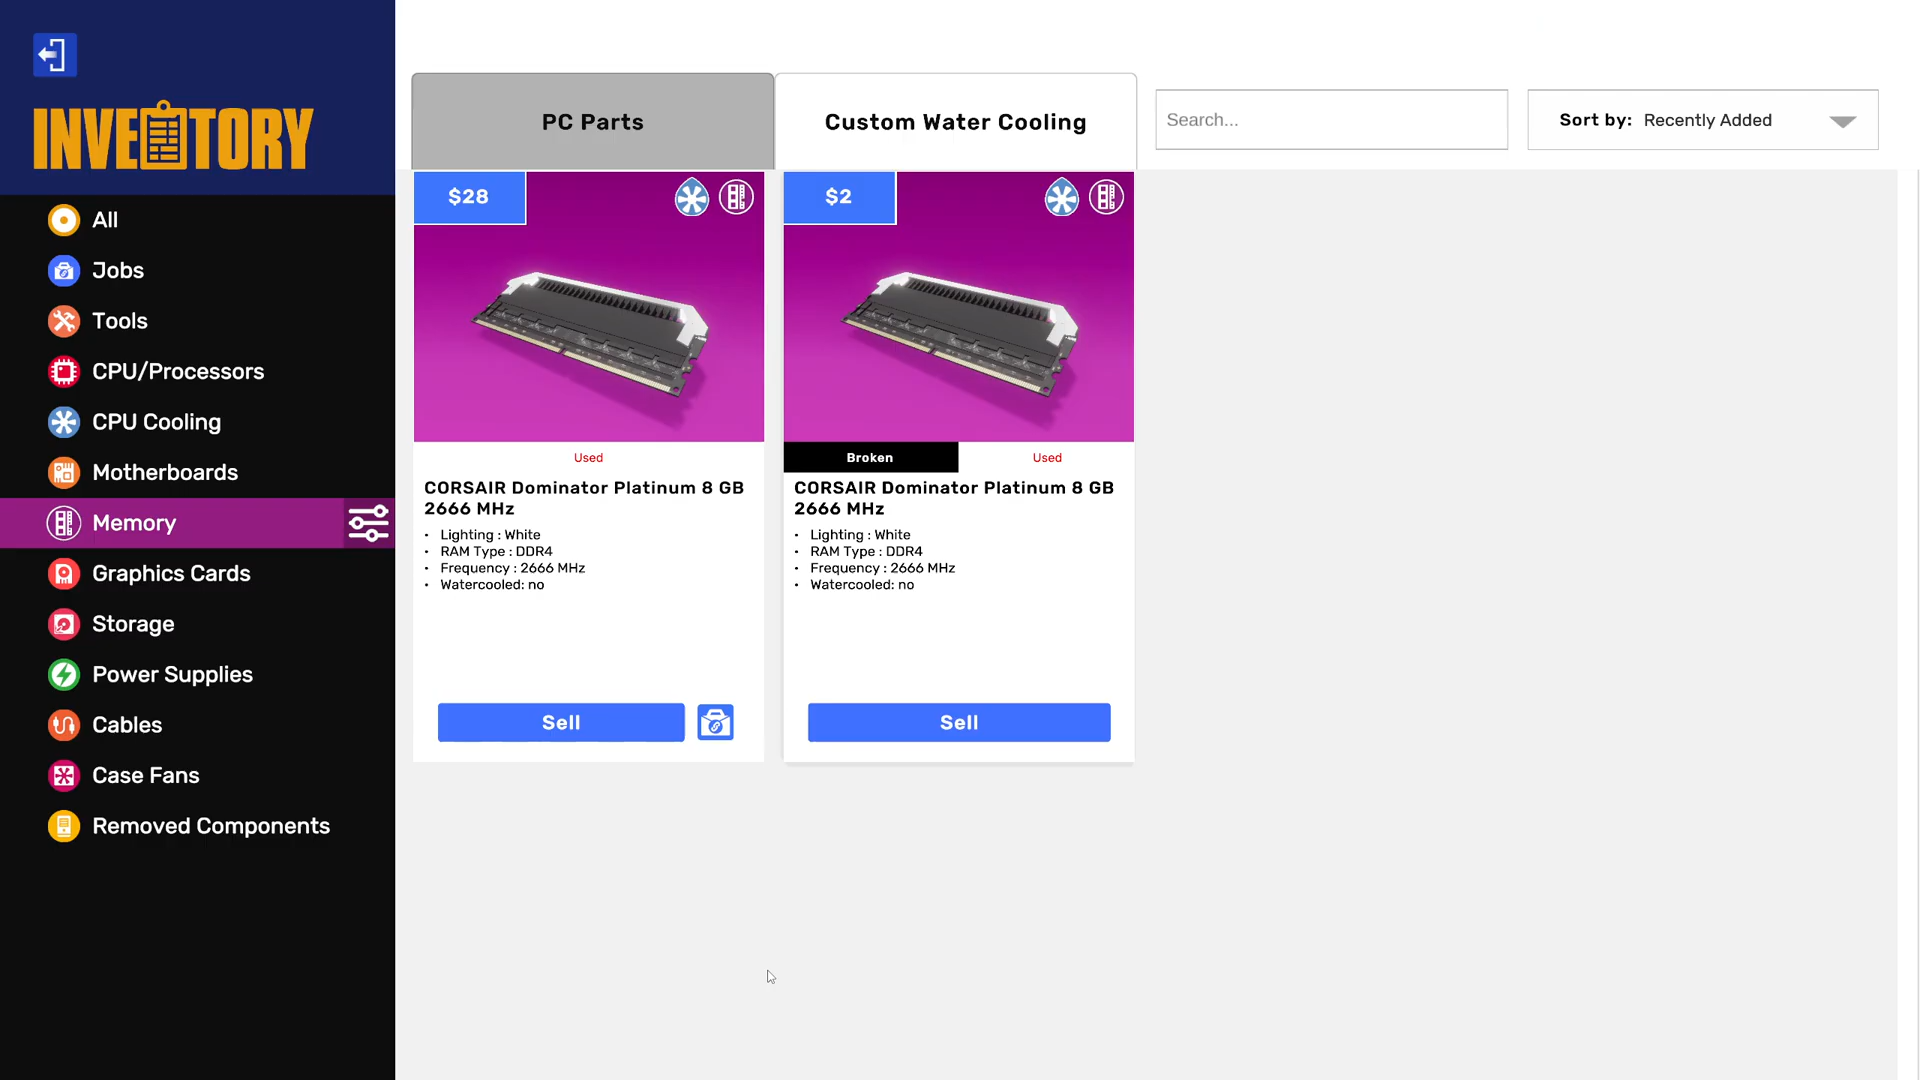 INVENTORY
All
Jobs
Tools
CPU/Processors
CPU Cooling
Motherboards
Memory
Graphics Cards
Storage
Power Supplies
Cables
Case Fans
Removed Components
PC Parts
Custom Water Cooling
Search...
Sort by: Recently Added
$28
Used
CORSAIR Dominator Platinum 8 GB
2666 MHz
• Lighting : White
• RAM Type : DDR4
• Frequency : 2666 MHz
• Watercooled: no
Sell
$2
Broken
Used
CORSAIR Dominator Platinum 8 GB
2666 MHz
• Lighting : White
• RAM Type : DDR4
• Frequency : 2666 MHz
• Watercooled: no
Sell